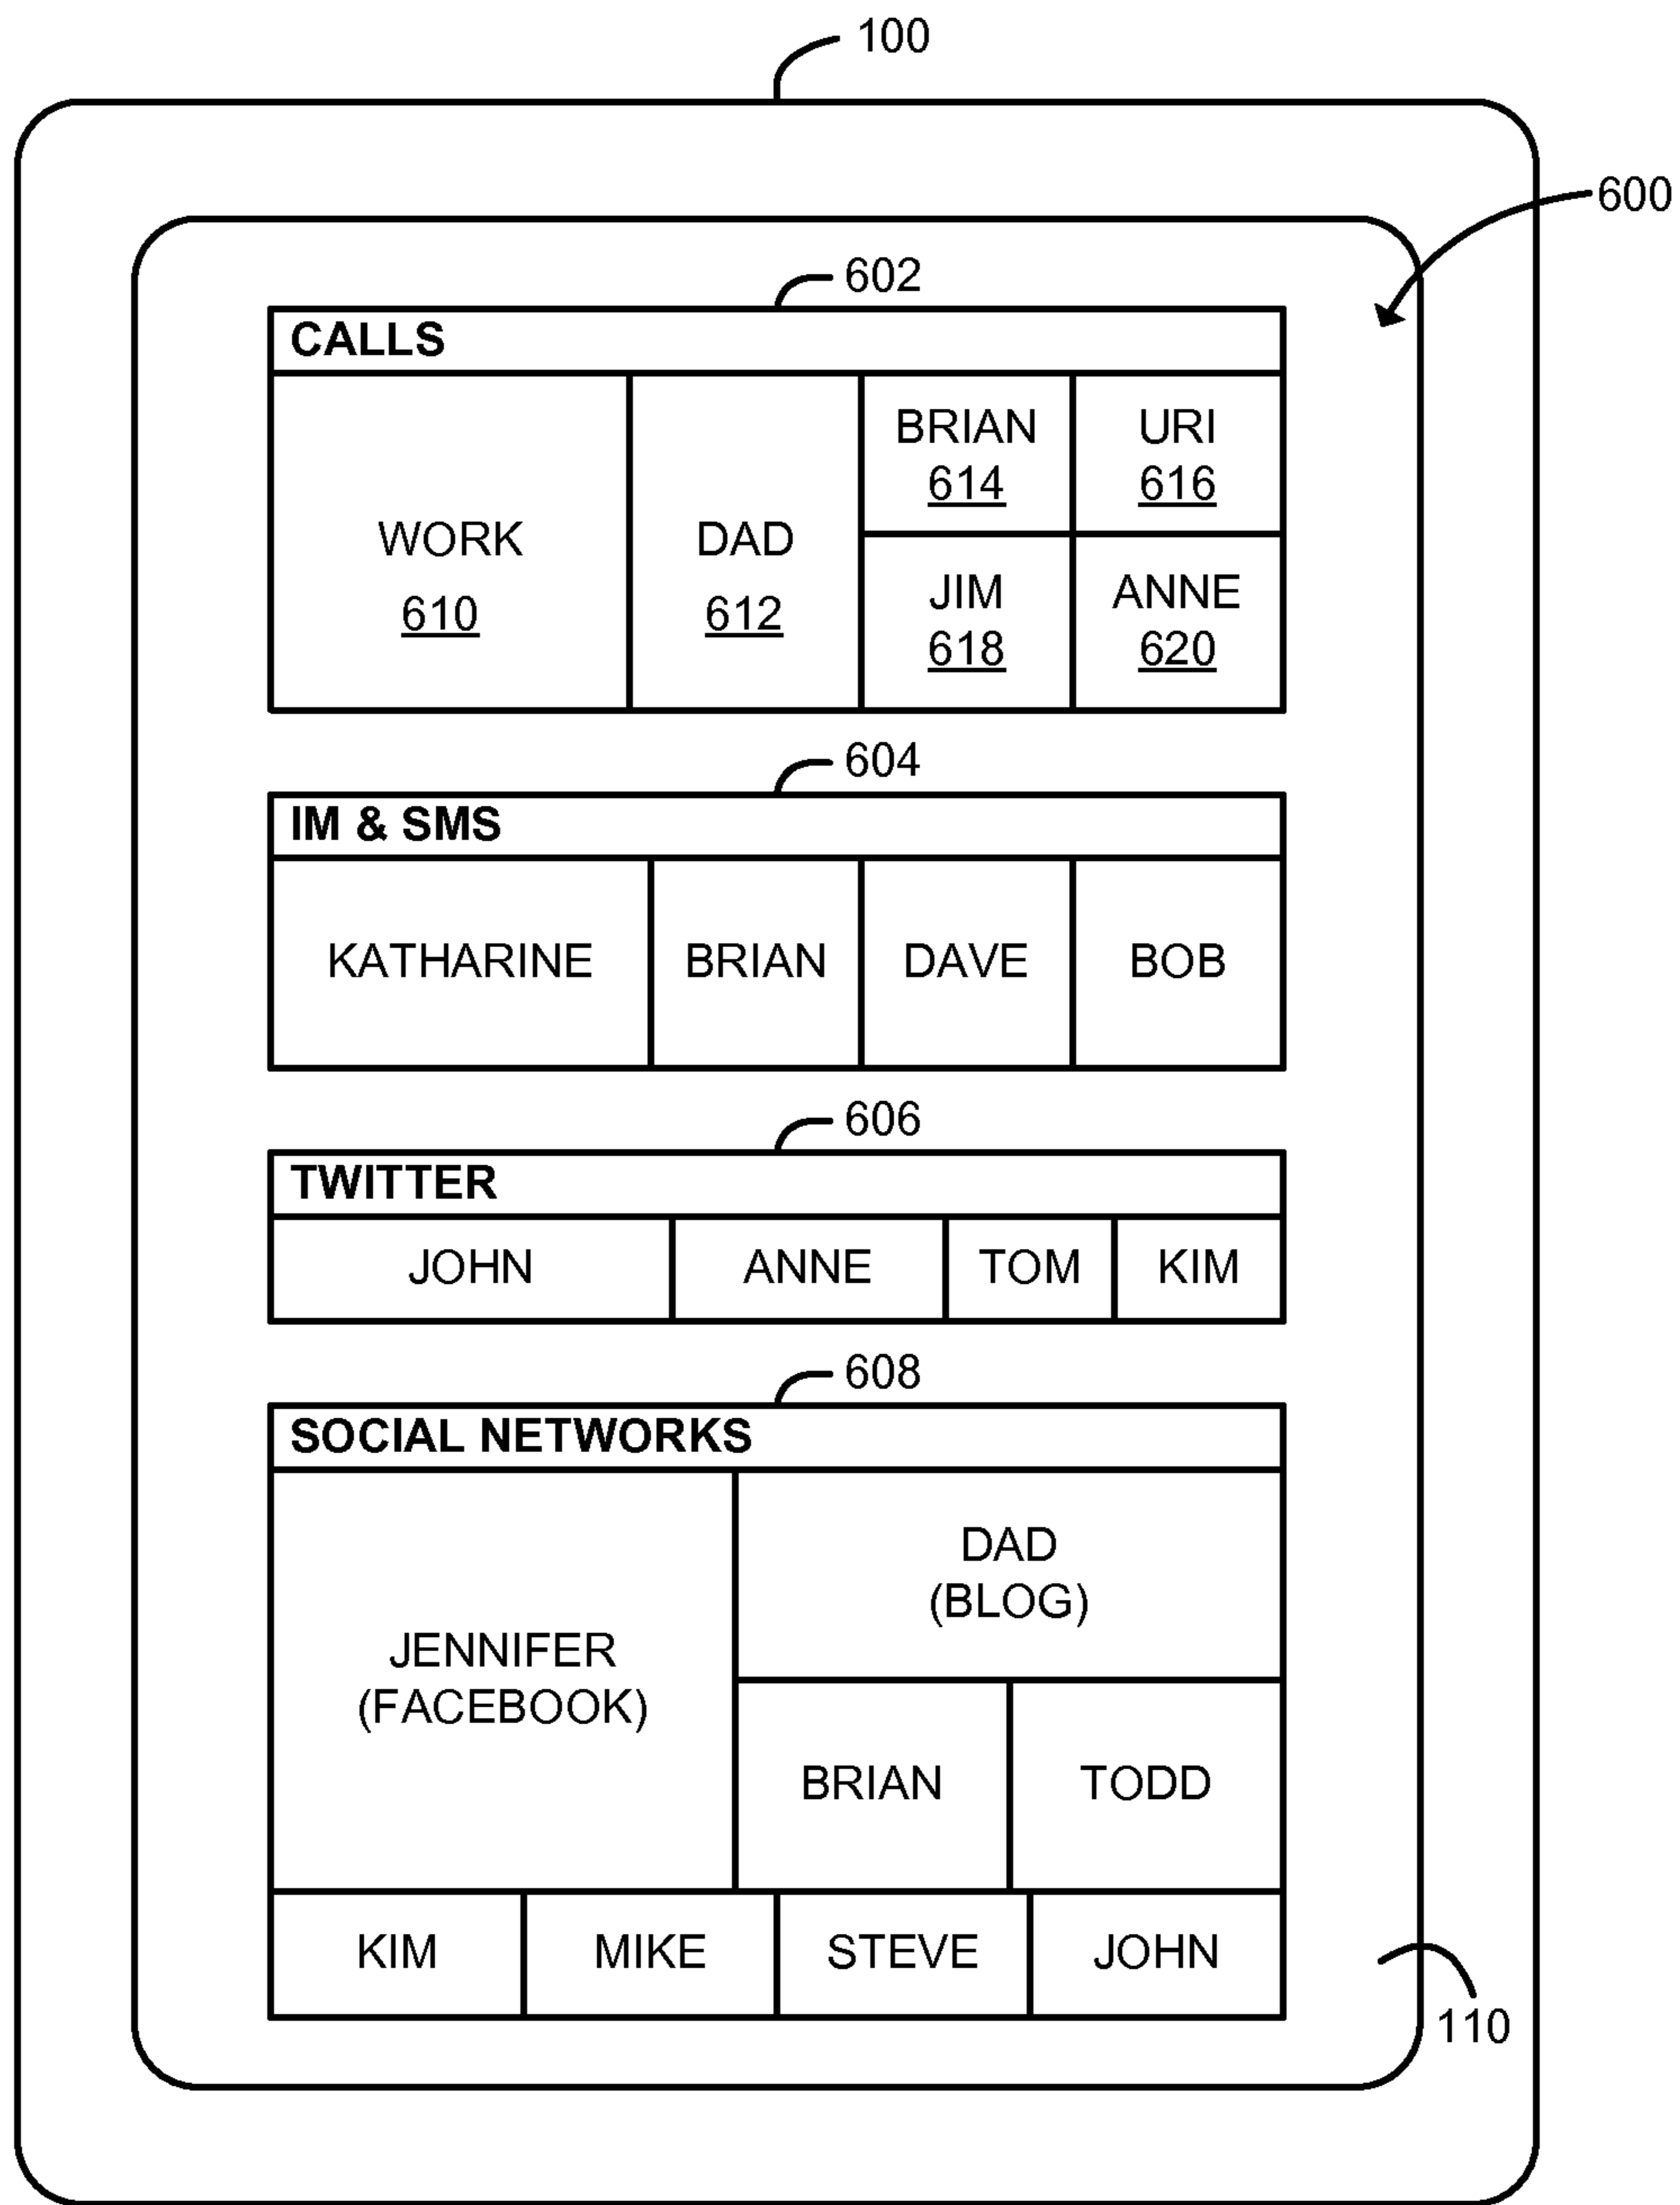 100
600
602
CALLS
WORK
610
DAD
612
BRIAN
614
URI
616
JIM
618
ANNE
620
604
IM & SMS
KATHARINE
BRIAN
DAVE
BOB
606
TWITTER
JOHN
ANNE
TOM
KIM
608
SOCIAL NETWORKS
JENNIFER
(FACEBOOK)
DAD
(BLOG)
BRIAN
TODD
KIM
MIKE
STEVE
JOHN
110